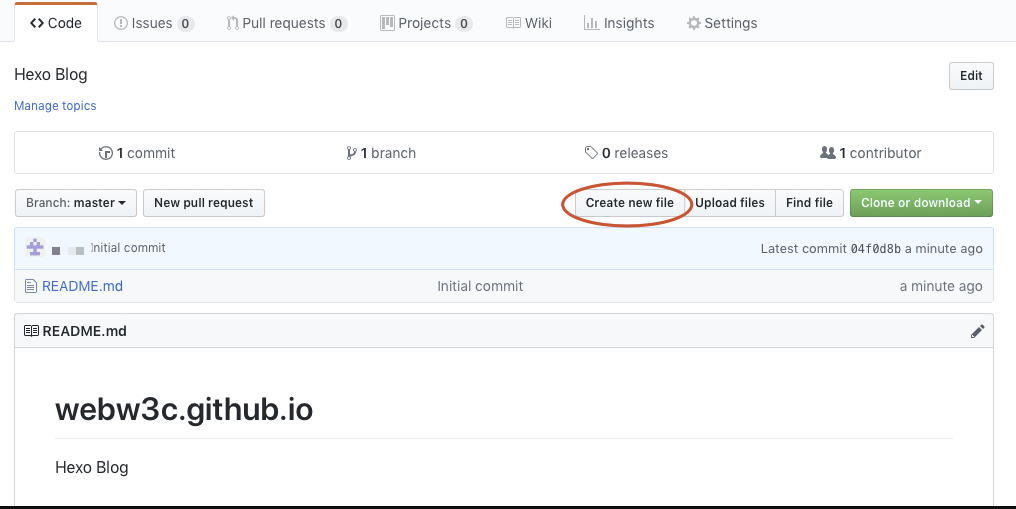 Code Issues 0 Pull requests 0 Projects 0 Wiki Insights Settings
Hexo Blog Edit
Manage topics
1 commit 1 branch 0 releases 1 contributor
Branch: master New pull request Create new file Upload files Find file Clone or download
Initial commit Latest commit 04f0d8b a minute ago
README.md Initial commit a minute ago
README.md
webw3c.github.io
Hexo Blog